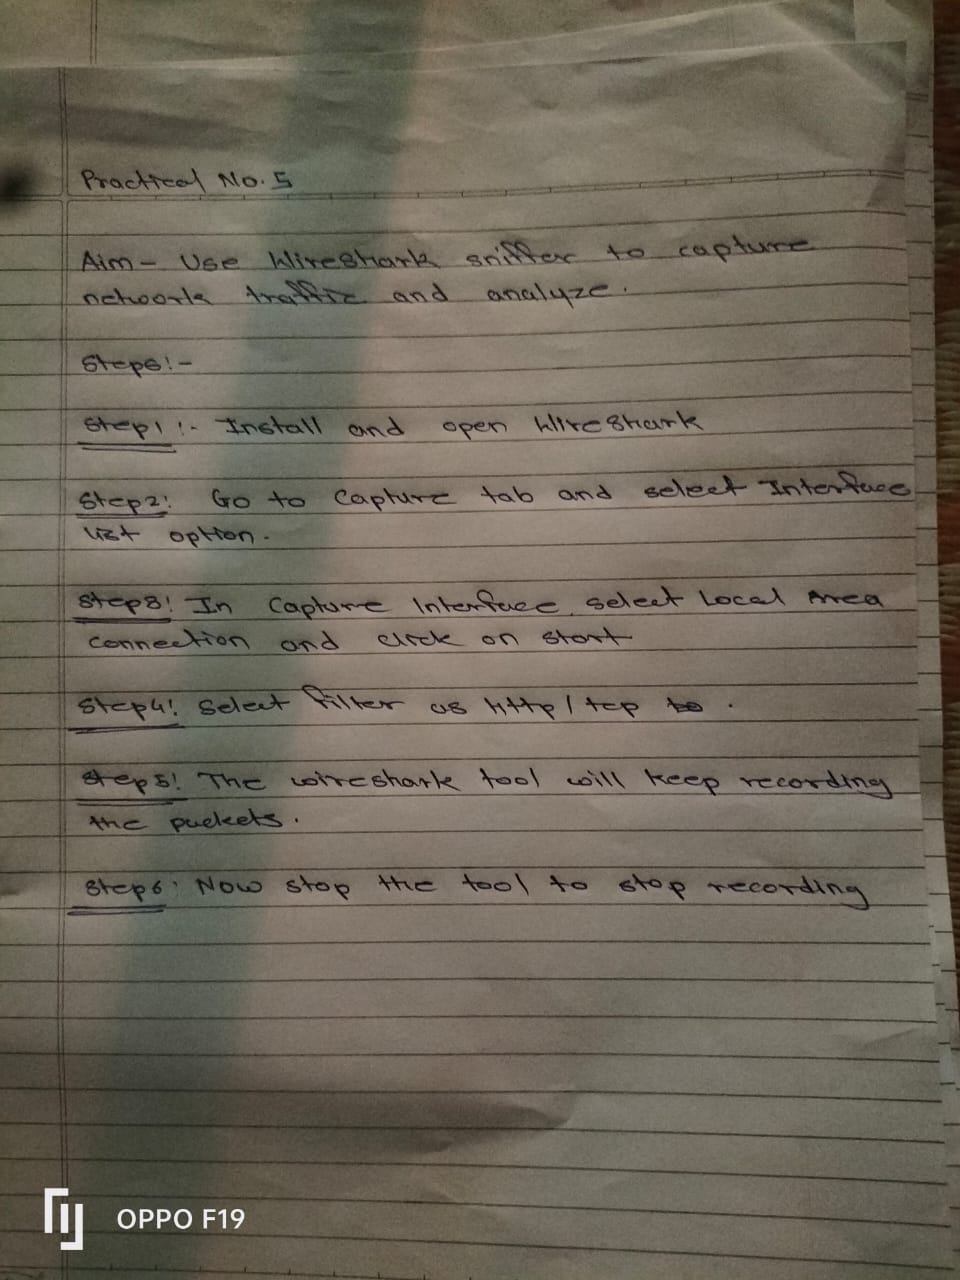 Practical No. 5
Aim - Use Wireshark sniffer to capture
network traffic and analyze.
Steps:-
Step1:- Install and open WireShark
Step2: Go to Capture tab and select Interface
list option.
Step3: In Capture Interface, select Local Area
Connection and click on start
Step4: Select filter as http / tcp to .
Step5: The wireshark tool will keep recording
the packets.
Step6: Now stop the tool to stop recording
OPPO F19